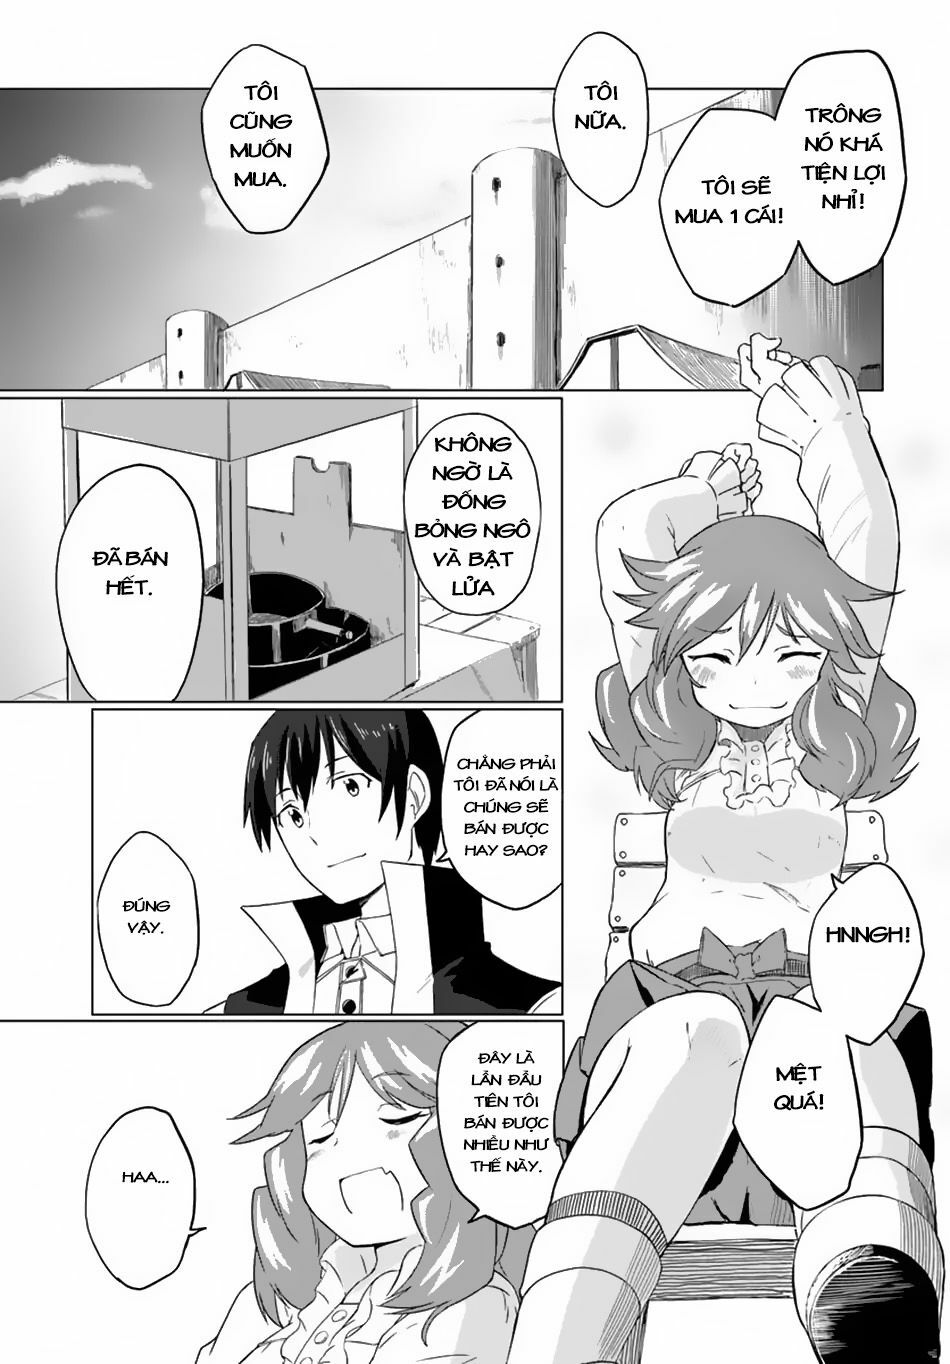 TRÔNG
NÓ KHÁ
TIỆN LỢI
NHỈ!
TÔI SẼ
MUA 1 CÁI!
TÔI
NỮA.
TÔI
CŨNG
MUỐN
MUA.
HNNGH!
MỆT
QUÁ!
KHÔNG
NGỜ LÀ
ĐỐNG
BỎNG NGÔ
VÀ BẬT
LỬA
ĐÃ BÁN
HẾT.
CHẲNG PHẢI
TÔI ĐÃ NÓI LÀ
CHÚNG SẼ
BÁN ĐƯỢC
HAY SAO?
ĐÚNG
VẬY.
ĐÂY LÀ
LẦN ĐẦU
TIÊN TÔI
BÁN ĐƯỢC
NHIỀU NHƯ
THẾ NÀY.
HAA...